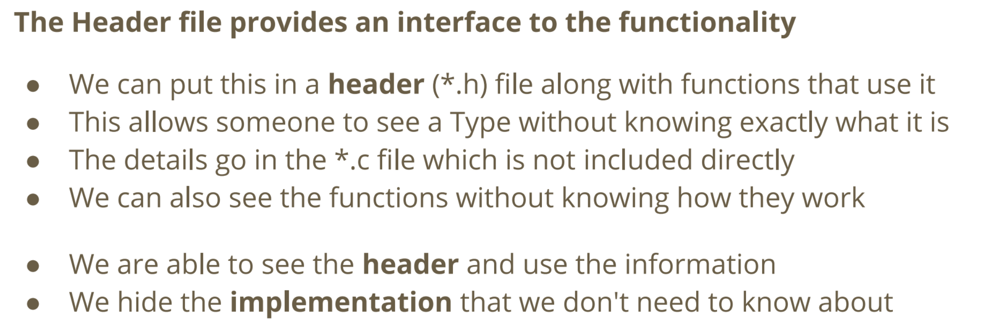 The Header file provides an interface to the functionality
● We can put this in a header (*.h) file along with functions that use it
● This allows someone to see a Type without knowing exactly what it is
● The details go in the *.c file which is not included directly
● We can also see the functions without knowing how they work
● We are able to see the header and use the information
● We hide the implementation that we don't need to know about